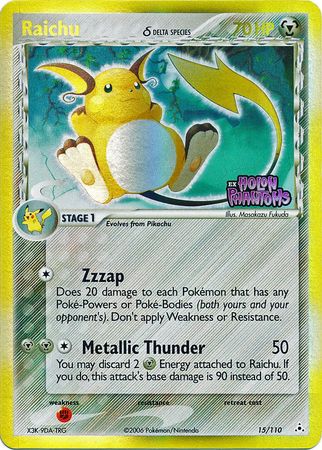 Raichu
δ DELTA SPECIES
70 HP
EX
HOLON
PHANTOMS
Illus. Masakazu Fukuda
STAGE 1
Evolves from Pikachu
Zzzap
Does 20 damage to each Pokémon that has any
Poké-Powers or Poké-Bodies (both yours and your
opponent's). Don't apply Weakness or Resistance.
Metallic Thunder 50
You may discard 2 Energy attached to Raichu. If
you do, this attack's base damage is 90 instead of 50.
weakness resistance retreat cost
X3K-9DA-TRG ©2006 Pokémon/Nintendo 15/110